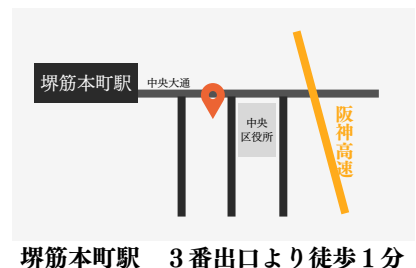 堺筋本町駅
中央大通
中央
区役所
阪神高速
堺筋本町駅　３番出口より徒歩１分